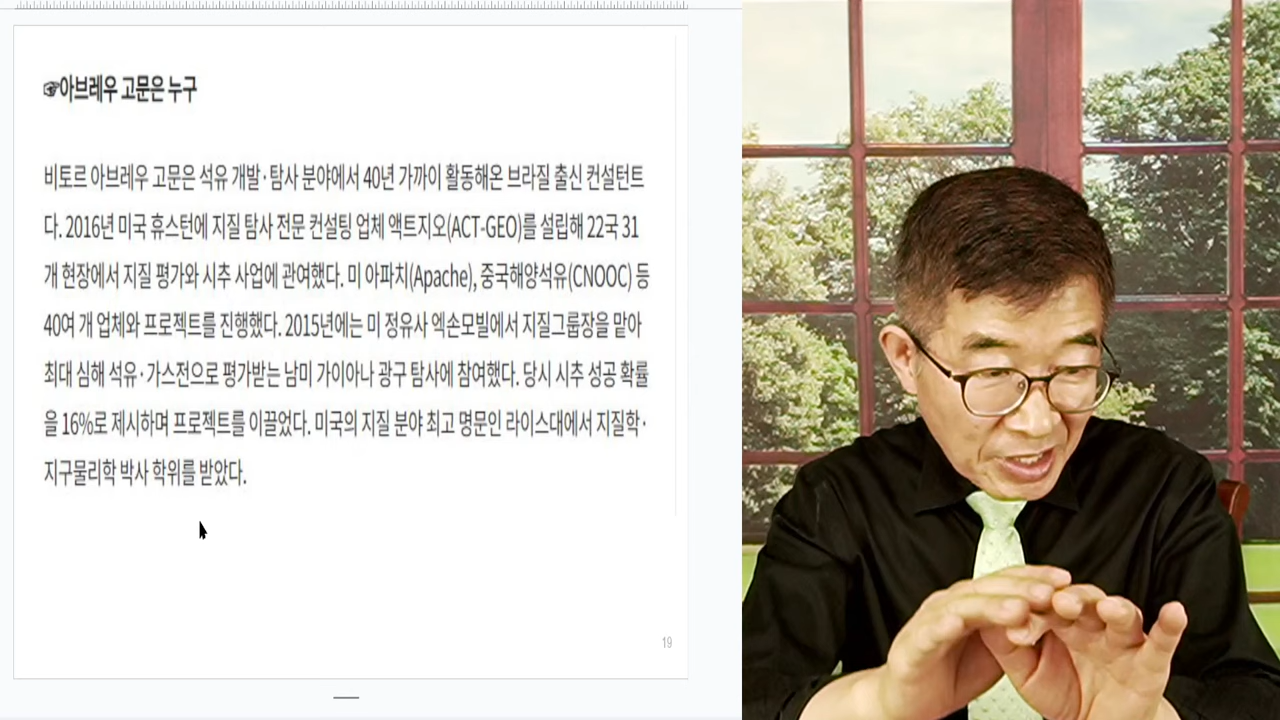 ☞아브레우 고문은 누구
비토르 아브레우 고문은 석유 개발·탐사 분야에서 40년 가까이 활동해온 브라질 출신 컨설턴트
다. 2016년 미국 휴스턴에 지질 탐사 전문 컨설팅 업체 액트지오(ACT-GEO)를 설립해 22국 31
개 현장에서 지질 평가와 시추 사업에 관여했다. 미 아파치(Apache), 중국해양석유(CNOOC) 등
40여 개 업체와 프로젝트를 진행했다. 2015년에는 미 정유사 엑손모빌에서 지질그룹장을 맡아
최대 심해 석유·가스전으로 평가받는 남미 가이아나 광구 탐사에 참여했다. 당시 시추 성공 확률
을 16%로 제시하며 프로젝트를 이끌었다. 미국의 지질 분야 최고 명문인 라이스대에서 지질학·
지구물리학 박사 학위를 받았다.
19